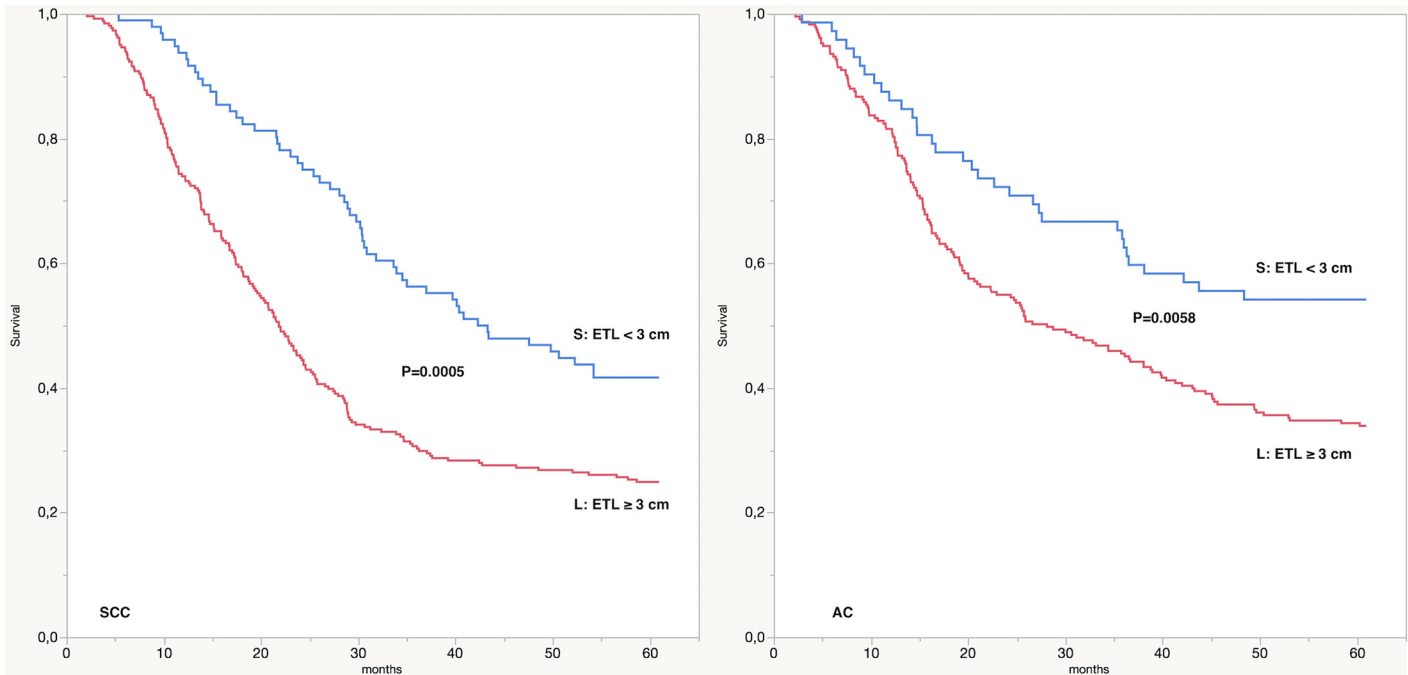 1,0
0,8
0,6
0,4
0,2
0,0
Survival
S: ETL < 3 cm
P=0.0005
L: ETL ≥ 3 cm
SCC
0 10 20 30 40 50 60
months
1,0
0,8
0,6
0,4
0,2
0,0
Survival
S: ETL < 3 cm
P=0.0058
L: ETL ≥ 3 cm
AC
0 10 20 30 40 50 60
months